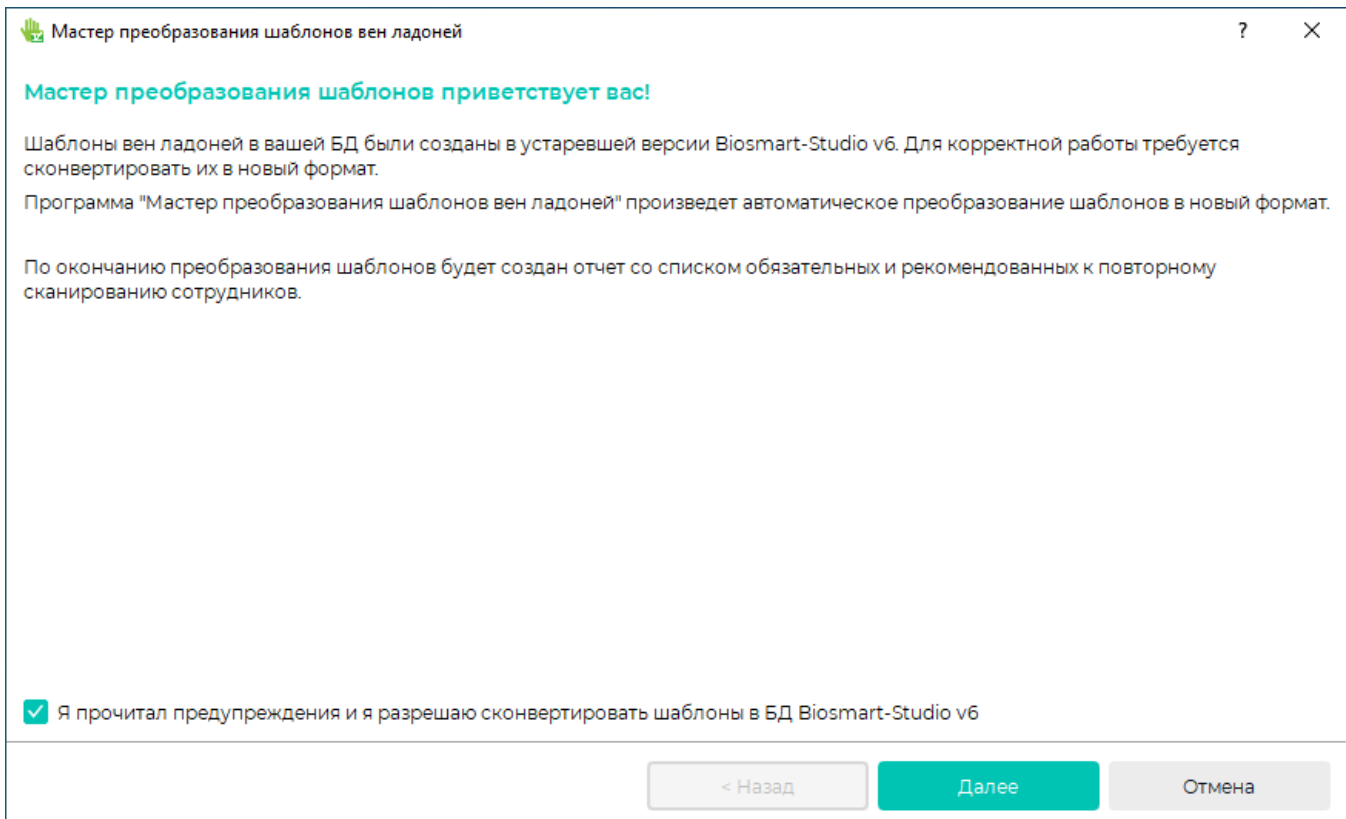 Мастер преобразования шаблонов вен ладоней
?
Мастер преобразования шаблонов приветствует вас!
Шаблоны вен ладоней в вашей БД были созданы в устаревшей версии Biosmart-Studio v6. Для корректной работы требуется
сконвертировать их в новый формат.
Программа "Мастер преобразования шаблонов вен ладоней" произведет автоматическое преобразование шаблонов в новый формат.
По окончанию преобразования шаблонов будет создан отчет со списком обязательных и рекомендованных к повторному
сканированию сотрудников.
Я прочитал предупреждения и я разрешаю сконвертировать шаблоны в БД Biosmart-Studio v6
< Назад
Далее
Отмена